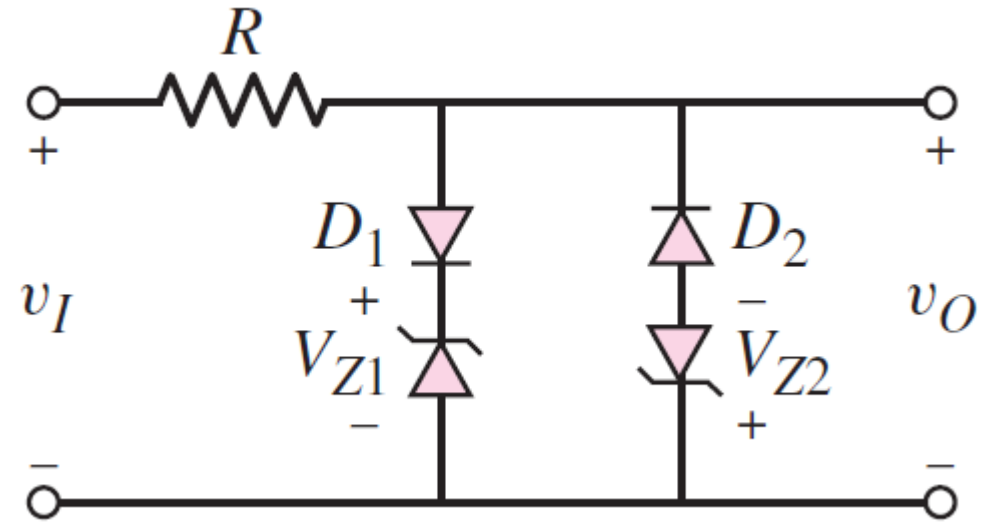 R
+ +
D1 D2
+ −
vI vO
VZ1 VZ2
− +
− −